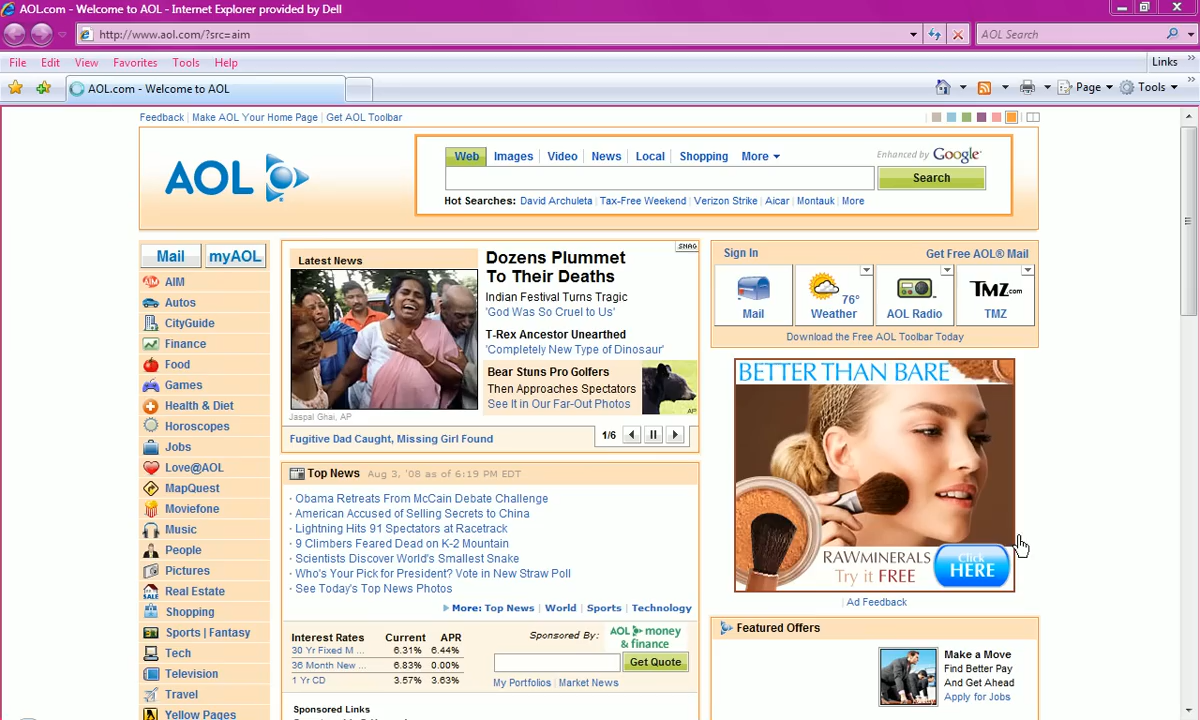 AOL.com - Welcome to AOL - Internet Explorer provided by Dell
http://www.aol.com/?src=aim
AOL Search
File Edit View Favorites Tools Help
Links
AOL.com - Welcome to AOL
Page Tools
Feedback | Make AOL Your Home Page | Get AOL Toolbar
AOL
Web Images Video News Local Shopping More
Enhanced by Google
Search
Hot Searches: David Archuleta | Tax-Free Weekend | Verizon Strike | Aicar | Montauk | More
Mail
myAOL
AIM
Autos
CityGuide
Finance
Food
Games
Health & Diet
Horoscopes
Jobs
Love@AOL
MapQuest
Moviefone
Music
People
Pictures
Real Estate
Shopping
Sports | Fantasy
Tech
Television
Travel
Yellow Pages
SNAG
Latest News
Jaspal Ghai, AP
Dozens Plummet
To Their Deaths
Indian Festival Turns Tragic
'God Was So Cruel to Us'
T-Rex Ancestor Unearthed
'Completely New Type of Dinosaur'
Bear Stuns Pro Golfers
Then Approaches Spectators
See It in Our Far-Out Photos
AP
Fugitive Dad Caught, Missing Girl Found
1/6
Top News Aug 3, '08 as of 6:19 PM EDT
· Obama Retreats From McCain Debate Challenge
· American Accused of Selling Secrets to China
· Lightning Hits 91 Spectators at Racetrack
· 9 Climbers Feared Dead on K-2 Mountain
· Scientists Discover World's Smallest Snake
· Who's Your Pick for President? Vote in New Straw Poll
· See Today's Top News Photos
More: Top News | World | Sports | Technology
Interest Rates Current APR
30 Yr Fixed M ... 6.31% 6.44%
36 Month New ... 6.83% 0.00%
1 Yr CD 3.57% 3.63%
Sponsored Links
Sponsored By:
AOL money
& finance
Get Quote
My Portfolios | Market News
Sign In
Get Free AOL® Mail
Mail
76°
Weather
AOL Radio
TMZ.com
TMZ
Download the Free AOL Toolbar Today
BETTER THAN BARE
RAWMINERALS
Try it FREE
Click
HERE
Ad Feedback
Featured Offers
Make a Move
Find Better Pay
And Get Ahead
Apply for Jobs